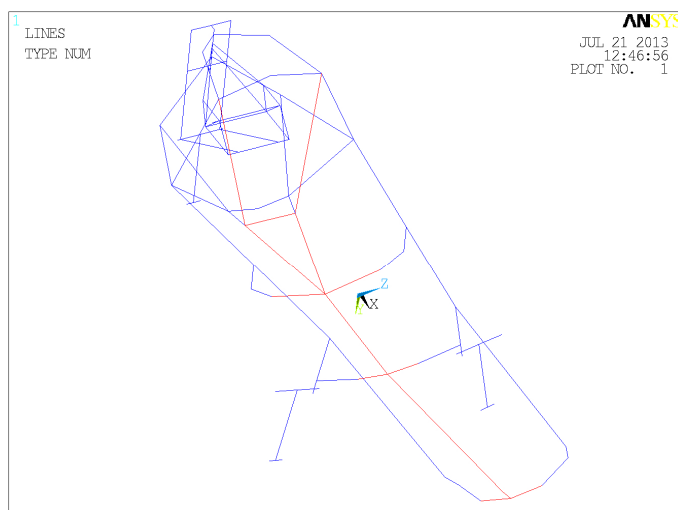 1
LINES
TYPE NUM
ANSYS
JUL 21 2013
12:46:56
PLOT NO. 1
Z
X
Y